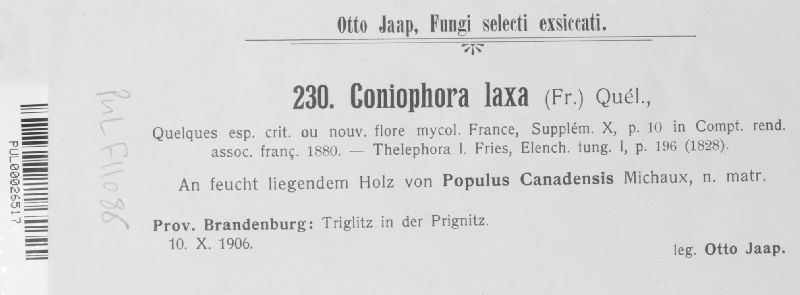 Otto Jaap, Fungi selecti exsiccati.
230. Coniophora laxa (Fr.) Quél.,
Quelques esp. crit. ou nouv. flore mycol. France, Supplém. X, p. 10 in Compt. rend.
assoc. franç. 1880. — Thelephora l. Fries, Elench. fung. I, p. 196 (1828).
An feucht liegendem Holz von Populus Canadensis Michaux, n. matr.
Prov. Brandenburg: Triglitz in der Prignitz.
10. X. 1906.
leg. Otto Jaap.
PUL F11086
PUL00026517